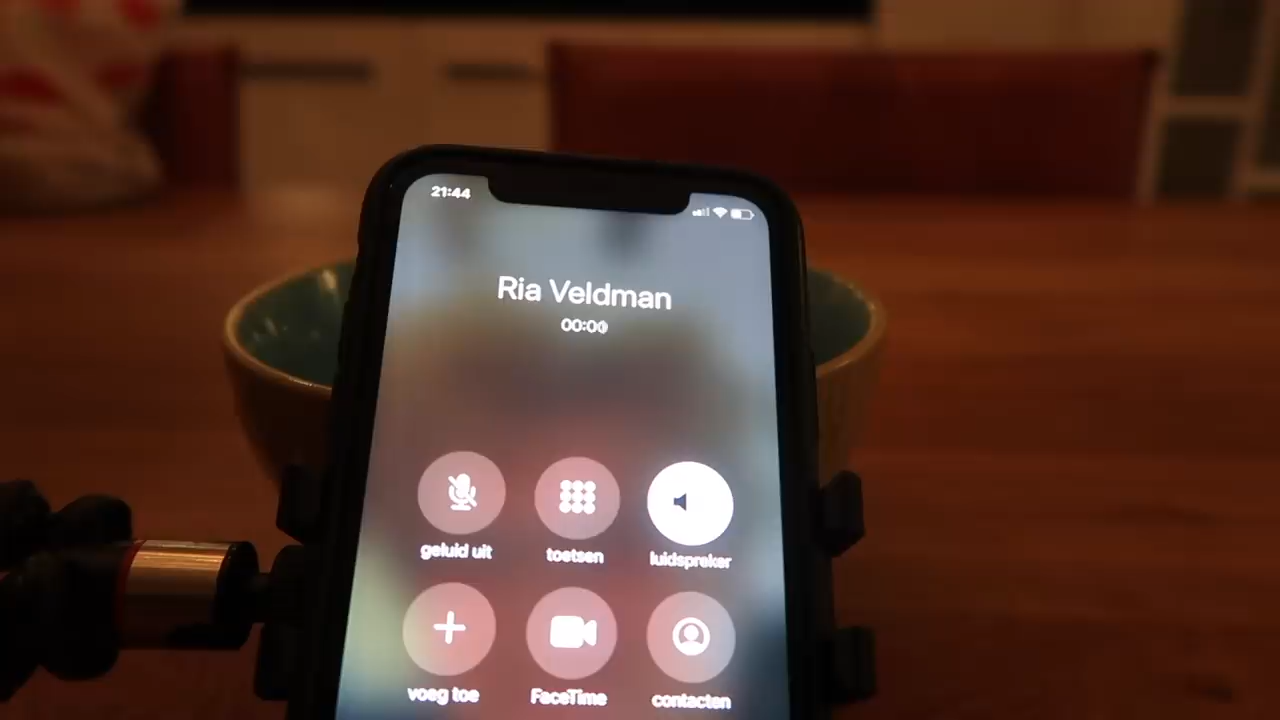 21:44
Ria Veldman
00:00
geluid uit toetsen luidspreker
voeg toe FaceTime contacten